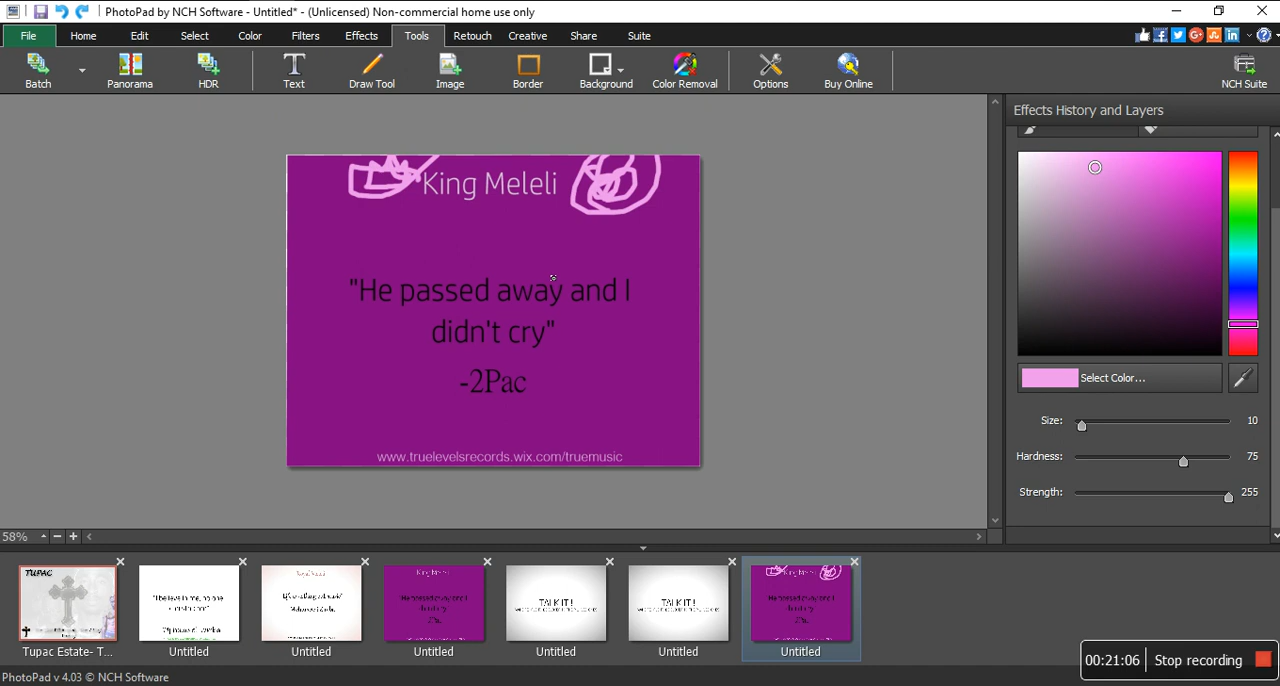 PhotoPad by NCH Software - Untitled* - (Unlicensed) Non-commercial home use only
File Home Edit Select Color Filters Effects Tools Retouch Creative Share Suite
Batch Panorama HDR Text Draw Tool Image Border Background Color Removal Options Buy Online NCH Suite
Effects History and Layers
King Meleli
"He passed away and I
didn't cry"
-2Pac
www.truelevelsrecords.wix.com/truemusic
Select Color...
Size: 10
Hardness: 75
Strength: 255
58%
TUPAC
King Meleli
TALK IT !
TALK IT !
King Meleli
Tupac Estate- T...
Untitled
Untitled
Untitled
Untitled
Untitled
Untitled
00:21:06 Stop recording
PhotoPad v 4.03 © NCH Software